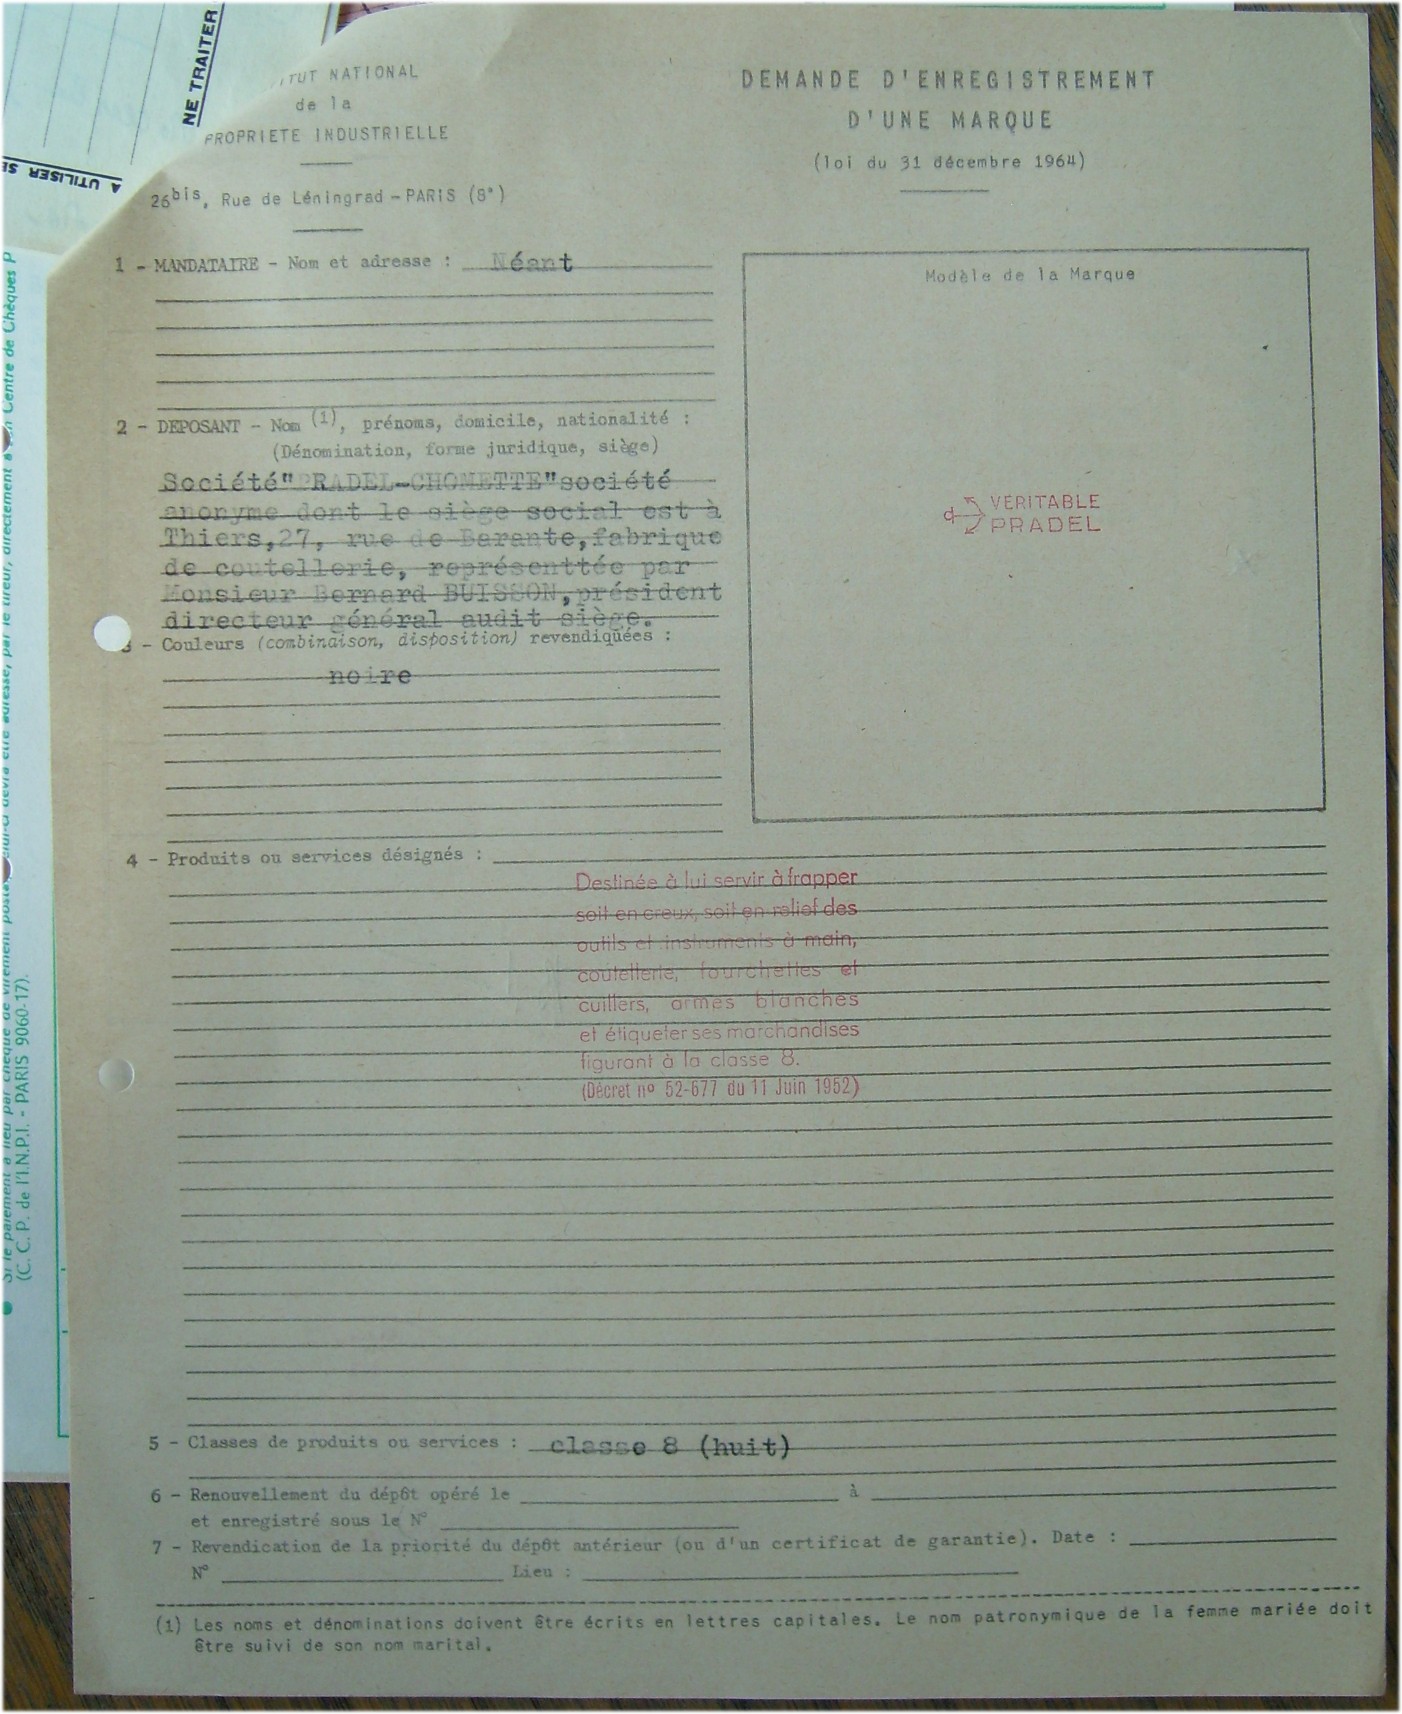 NE TRAITER
A UTILISER SE
TUT NATIONAL
de la
PROPRIETE INDUSTRIELLE
26bis, Rue de Léningrad - PARIS (8e)
DEMANDE D'ENREGISTREMENT
D'UNE MARQUE
(loi du 31 décembre 1964)
1 - MANDATAIRE - Nom et adresse : Néant
2 - DEPOSANT - Nom (1), prénoms, domicile, nationalité :
(Dénomination, forme juridique, siège)
Société"PRADEL-CHOMETTE"société
anonyme dont le siège social est à
Thiers,27, rue de Barante,fabrique
de coutellerie, représenttée par
Monsieur Bernard BUISSON,président
directeur général audit siège.
3 - Couleurs (combinaison, disposition) revendiquées :
noire
Modèle de la Marque
VERITABLE
PRADEL
4 - Produits ou services désignés :
Destinée à lui servir à frapper
soit en creux, soit en relief des
outils et instruments à main,
coutellerie, fourchettes et
cuillers, armes blanches
et étiqueter ses marchandises
figurant à la classe 8.
(Décret nº 52-677 du 11 Juin 1952)
5 - Classes de produits ou services : classe 8 (huit)
6 - Renouvellement du dépôt opéré le à
et enregistré sous le N°
7 - Revendication de la priorité du dépôt antérieur (ou d'un certificat de garantie). Date :
N° Lieu :
(1) Les noms et dénominations doivent être écrits en lettres capitales. Le nom patronymique de la femme mariée doit
être suivi de son nom marital.
(C. C. P. de l'I.N.P.I. - PARIS 9060-17).